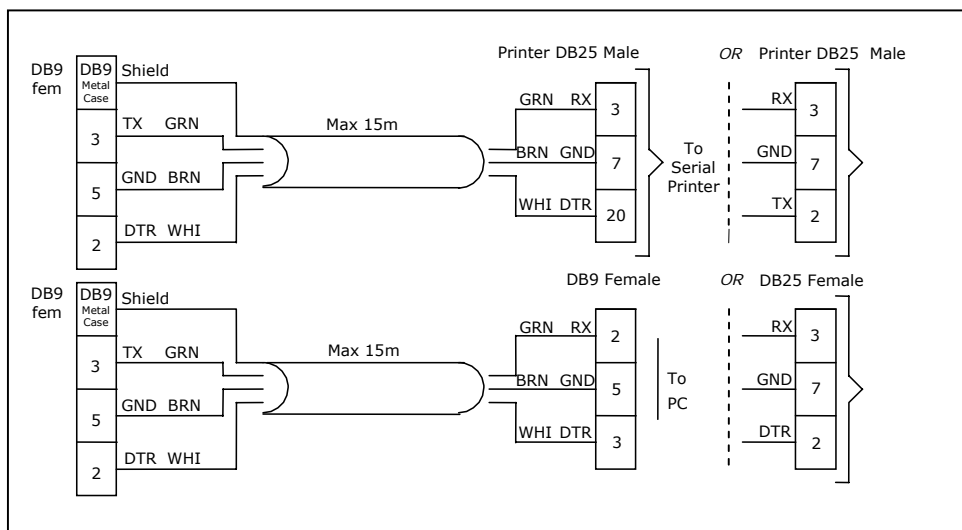 Printer DB25 Male
OR Printer DB25 Male
DB9
fem
DB9
Metal
Case
Shield
3
TX GRN
5
GND BRN
2
DTR WHI
Max 15m
GRN RX
3
BRN GND
7
WHI DTR
20
To
Serial
Printer
RX
3
GND
7
TX
2
DB9 Female
OR DB25 Female
DB9
fem
DB9
Metal
Case
Shield
3
TX GRN
5
GND BRN
2
DTR WHI
Max 15m
GRN RX
2
BRN GND
5
WHI DTR
3
To
PC
RX
3
GND
7
DTR
2